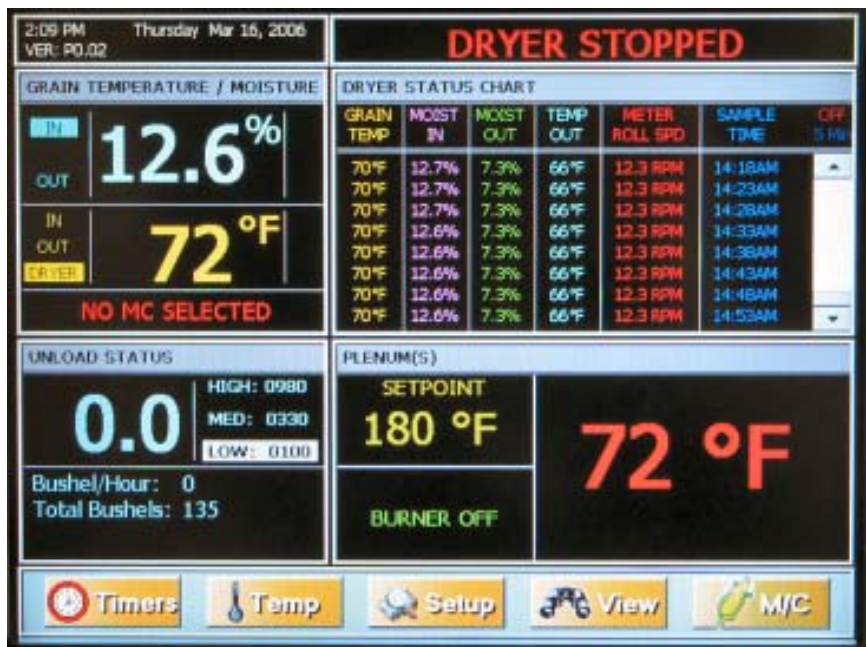 2:09 PM Thursday Mar 16, 2006
VER: P0.02
DRYER STOPPED
GRAIN TEMPERATURE / MOISTURE
IN
OUT
12.6%
IN
OUT
DRYER
72°F
NO MC SELECTED
DRYER STATUS CHART
GRAIN TEMP MOIST IN MOIST OUT TEMP OUT METER ROLL SPD SAMPLE TIME OFF
70°F 12.7% 7.3% 66°F 12.3 RPM 14:18AM
70°F 12.7% 7.3% 66°F 12.3 RPM 14:23AM
70°F 12.7% 7.3% 66°F 12.3 RPM 14:28AM
70°F 12.6% 7.3% 66°F 12.3 RPM 14:33AM
70°F 12.6% 7.3% 66°F 12.3 RPM 14:38AM
70°F 12.6% 7.3% 66°F 12.3 RPM 14:43AM
70°F 12.6% 7.3% 66°F 12.3 RPM 14:48AM
70°F 12.6% 7.3% 66°F 12.3 RPM 14:53AM
UNLOAD STATUS
0.0
HIGH: 0980
MED: 0330
LOW: 0100
Bushel/Hour: 0
Total Bushels: 135
PLENUM(S)
SETPOINT
180 °F
BURNER OFF
72 °F
Timers Temp Setup View M/C